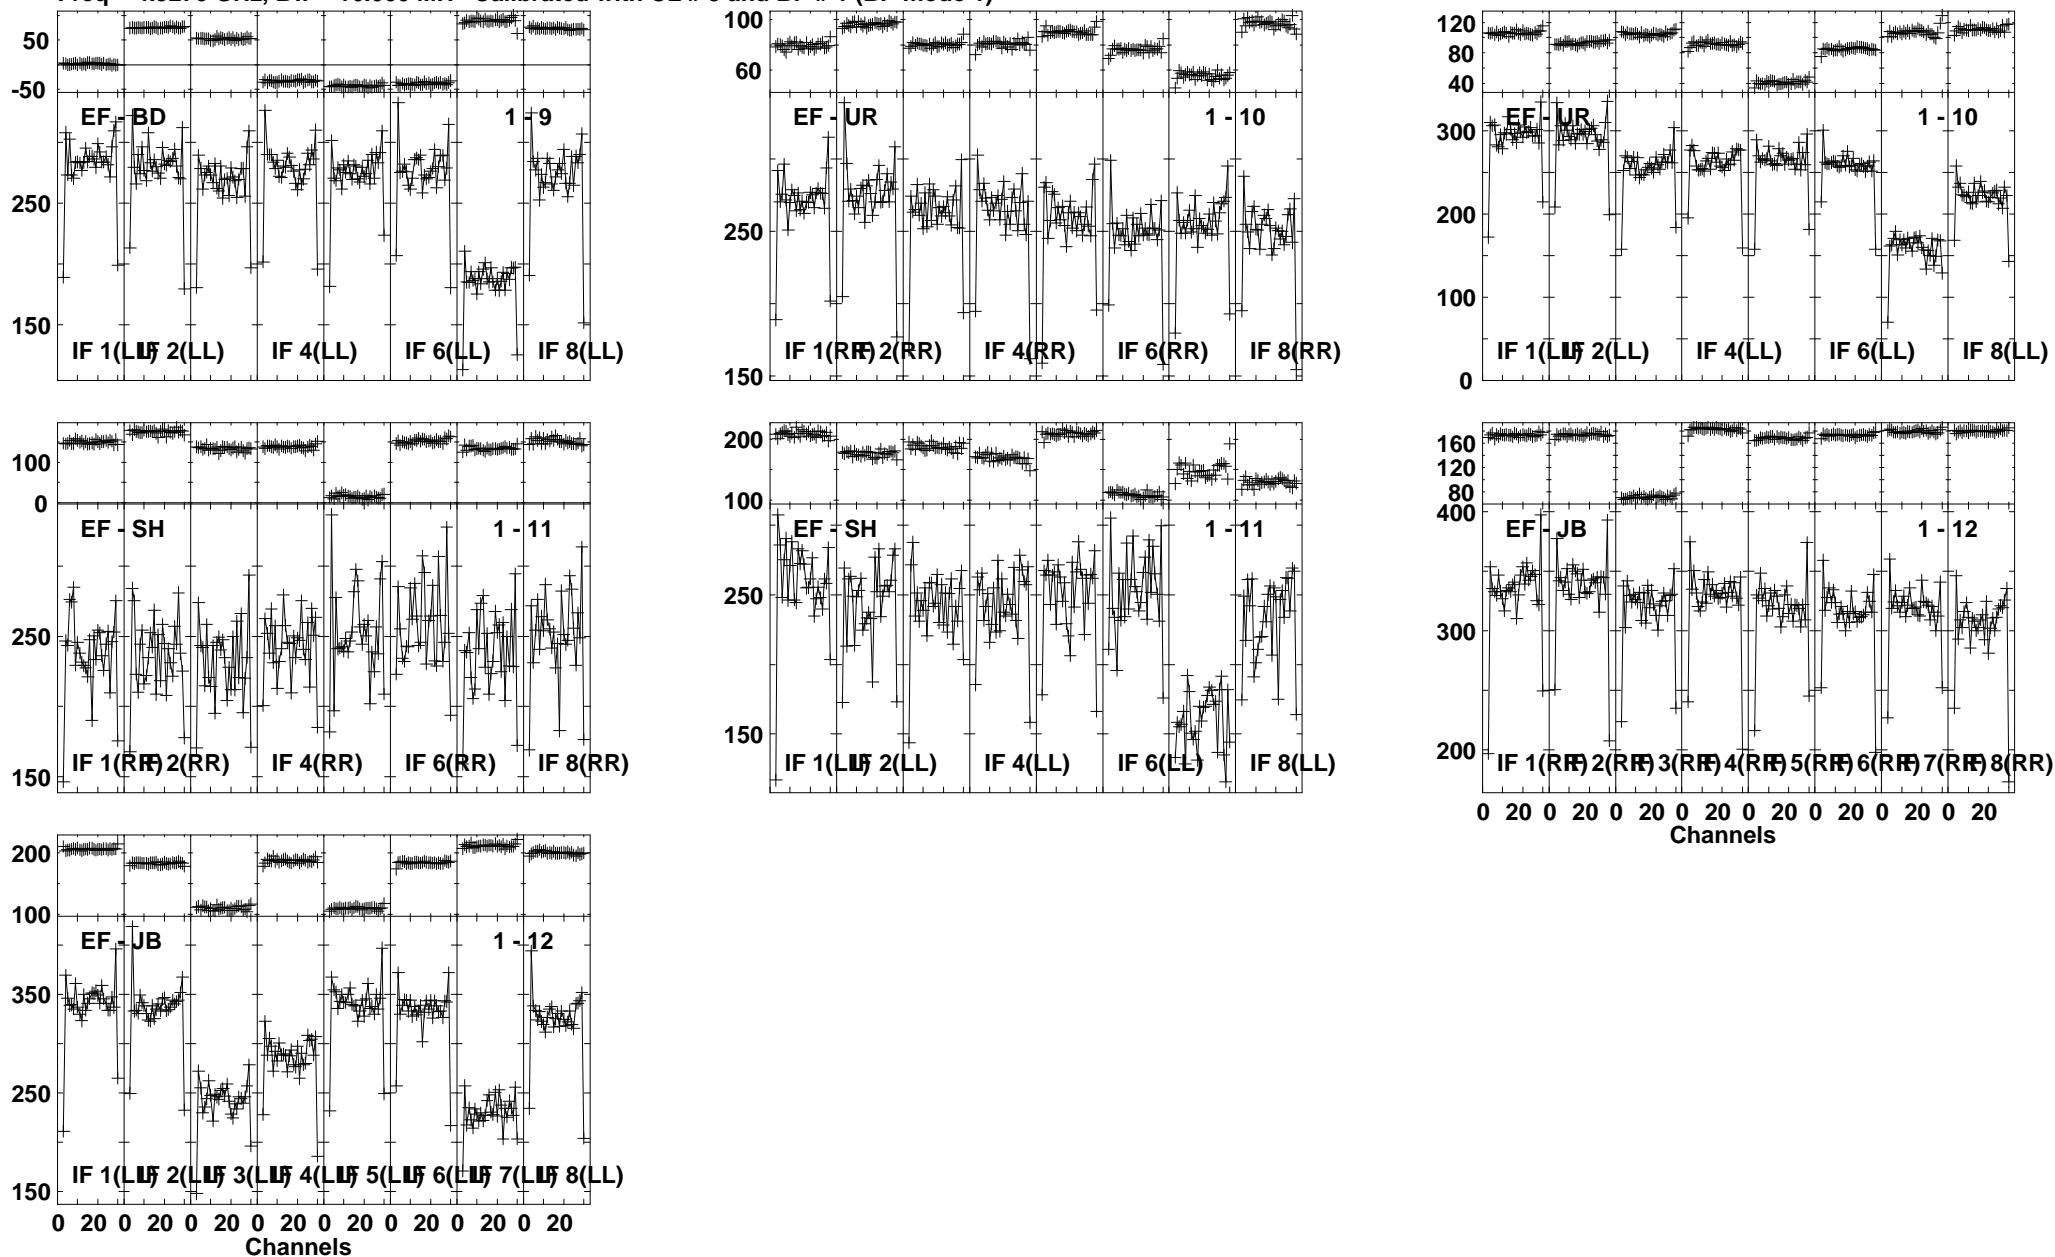 50
-50
EF - BD 1 - 9
250
150
IF 1(LL) IF 2(LL) IF 4(LL) IF 6(LL) IF 8(LL)
100
60
EF - UR 1 - 10
250
150
IF 1(RR) IF 2(RR) IF 4(RR) IF 6(RR) IF 8(RR)
120
80
40
EF - UR 1 - 10
300
200
100
0
IF 1(LL) IF 2(LL) IF 4(LL) IF 6(LL) IF 8(LL)
100
0
EF - SH 1 - 11
250
150
IF 1(RR) IF 2(RR) IF 4(RR) IF 6(RR) IF 8(RR)
200
100
EF - SH 1 - 11
250
150
IF 1(LL) IF 2(LL) IF 4(LL) IF 6(LL) IF 8(LL)
160
120
80
400
EF - JB 1 - 12
300
200
IF 1(RR) IF 2(RR) IF 3(RR) IF 4(RR) IF 5(RR) IF 6(RR) IF 7(RR) IF 8(RR)
0 20 0 20 0 20 0 20 0 20 0 20 0 20 0 20
Channels
200
100
EF - JB 1 - 12
350
250
150
IF 1(LL) IF 2(LL) IF 3(LL) IF 4(LL) IF 5(LL) IF 6(LL) IF 7(LL) IF 8(LL)
0 20 0 20 0 20 0 20 0 20 0 20 0 20 0 20
Channels